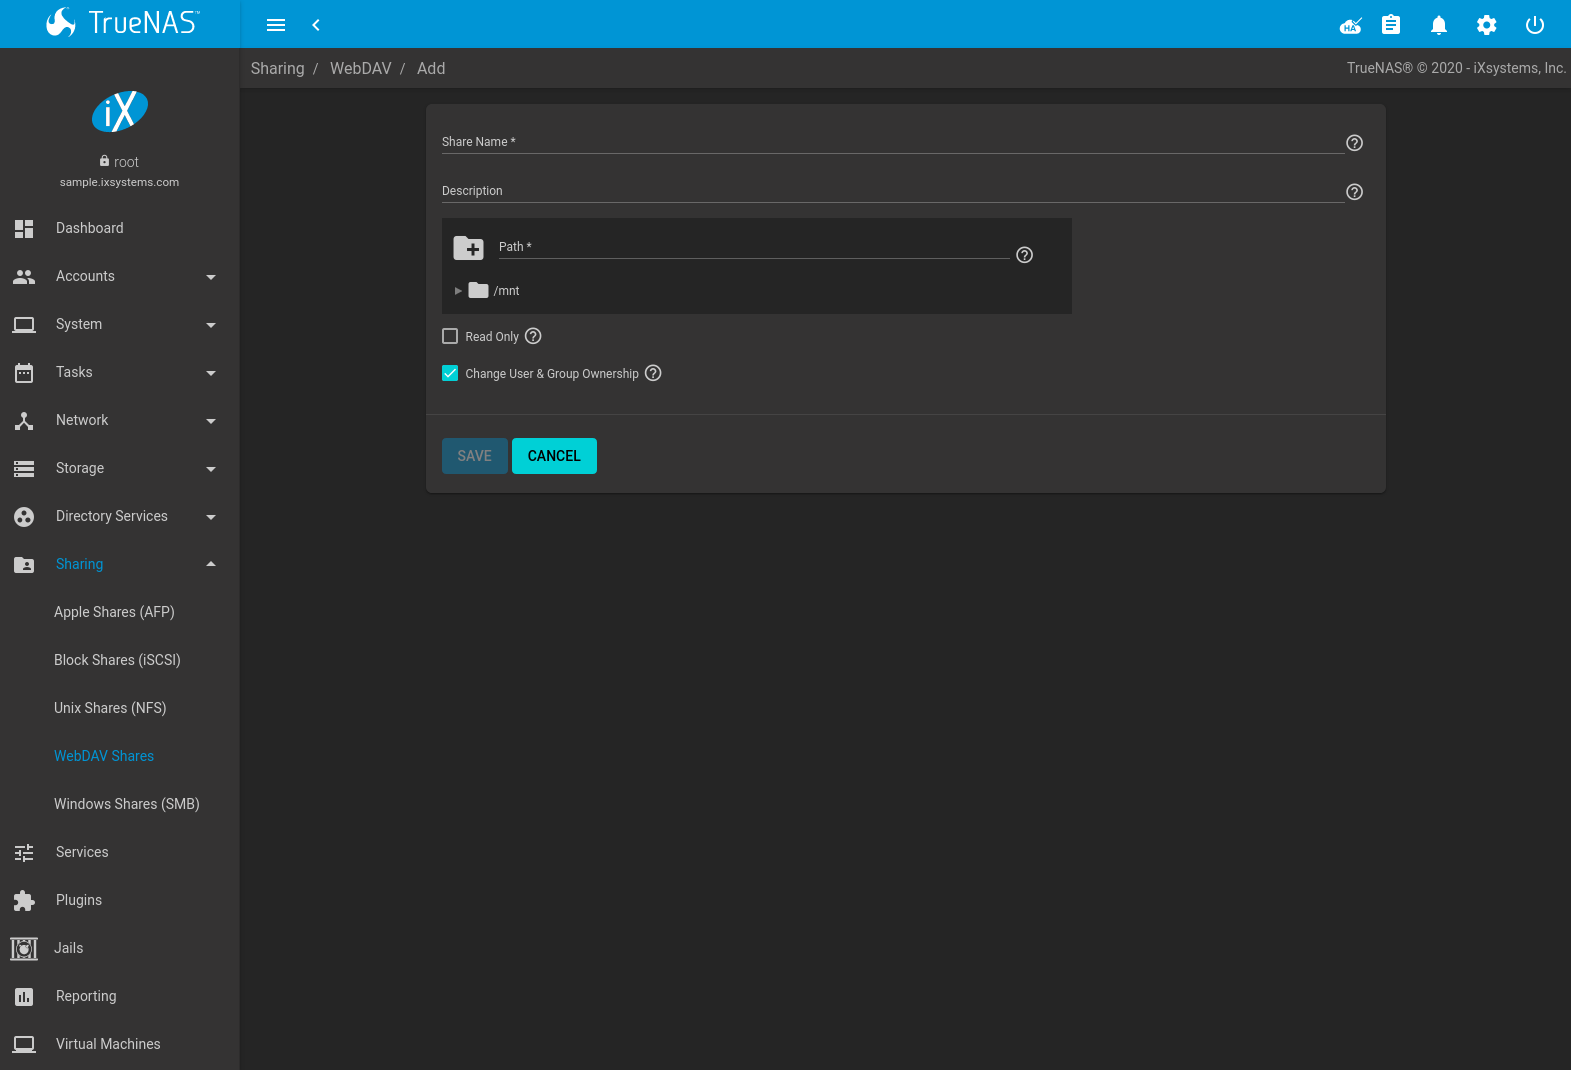 TrueNAS™
Sharing / WebDAV / Add
TrueNAS® © 2020 - iXsystems, Inc.
iX
root
sample.ixsystems.com
Dashboard
Accounts
System
Tasks
Network
Storage
Directory Services
Sharing
Apple Shares (AFP)
Block Shares (iSCSI)
Unix Shares (NFS)
WebDAV Shares
Windows Shares (SMB)
Services
Plugins
Jails
Reporting
Virtual Machines
HA
Share Name *
Description
Path *
/mnt
Read Only
Change User & Group Ownership
SAVE CANCEL